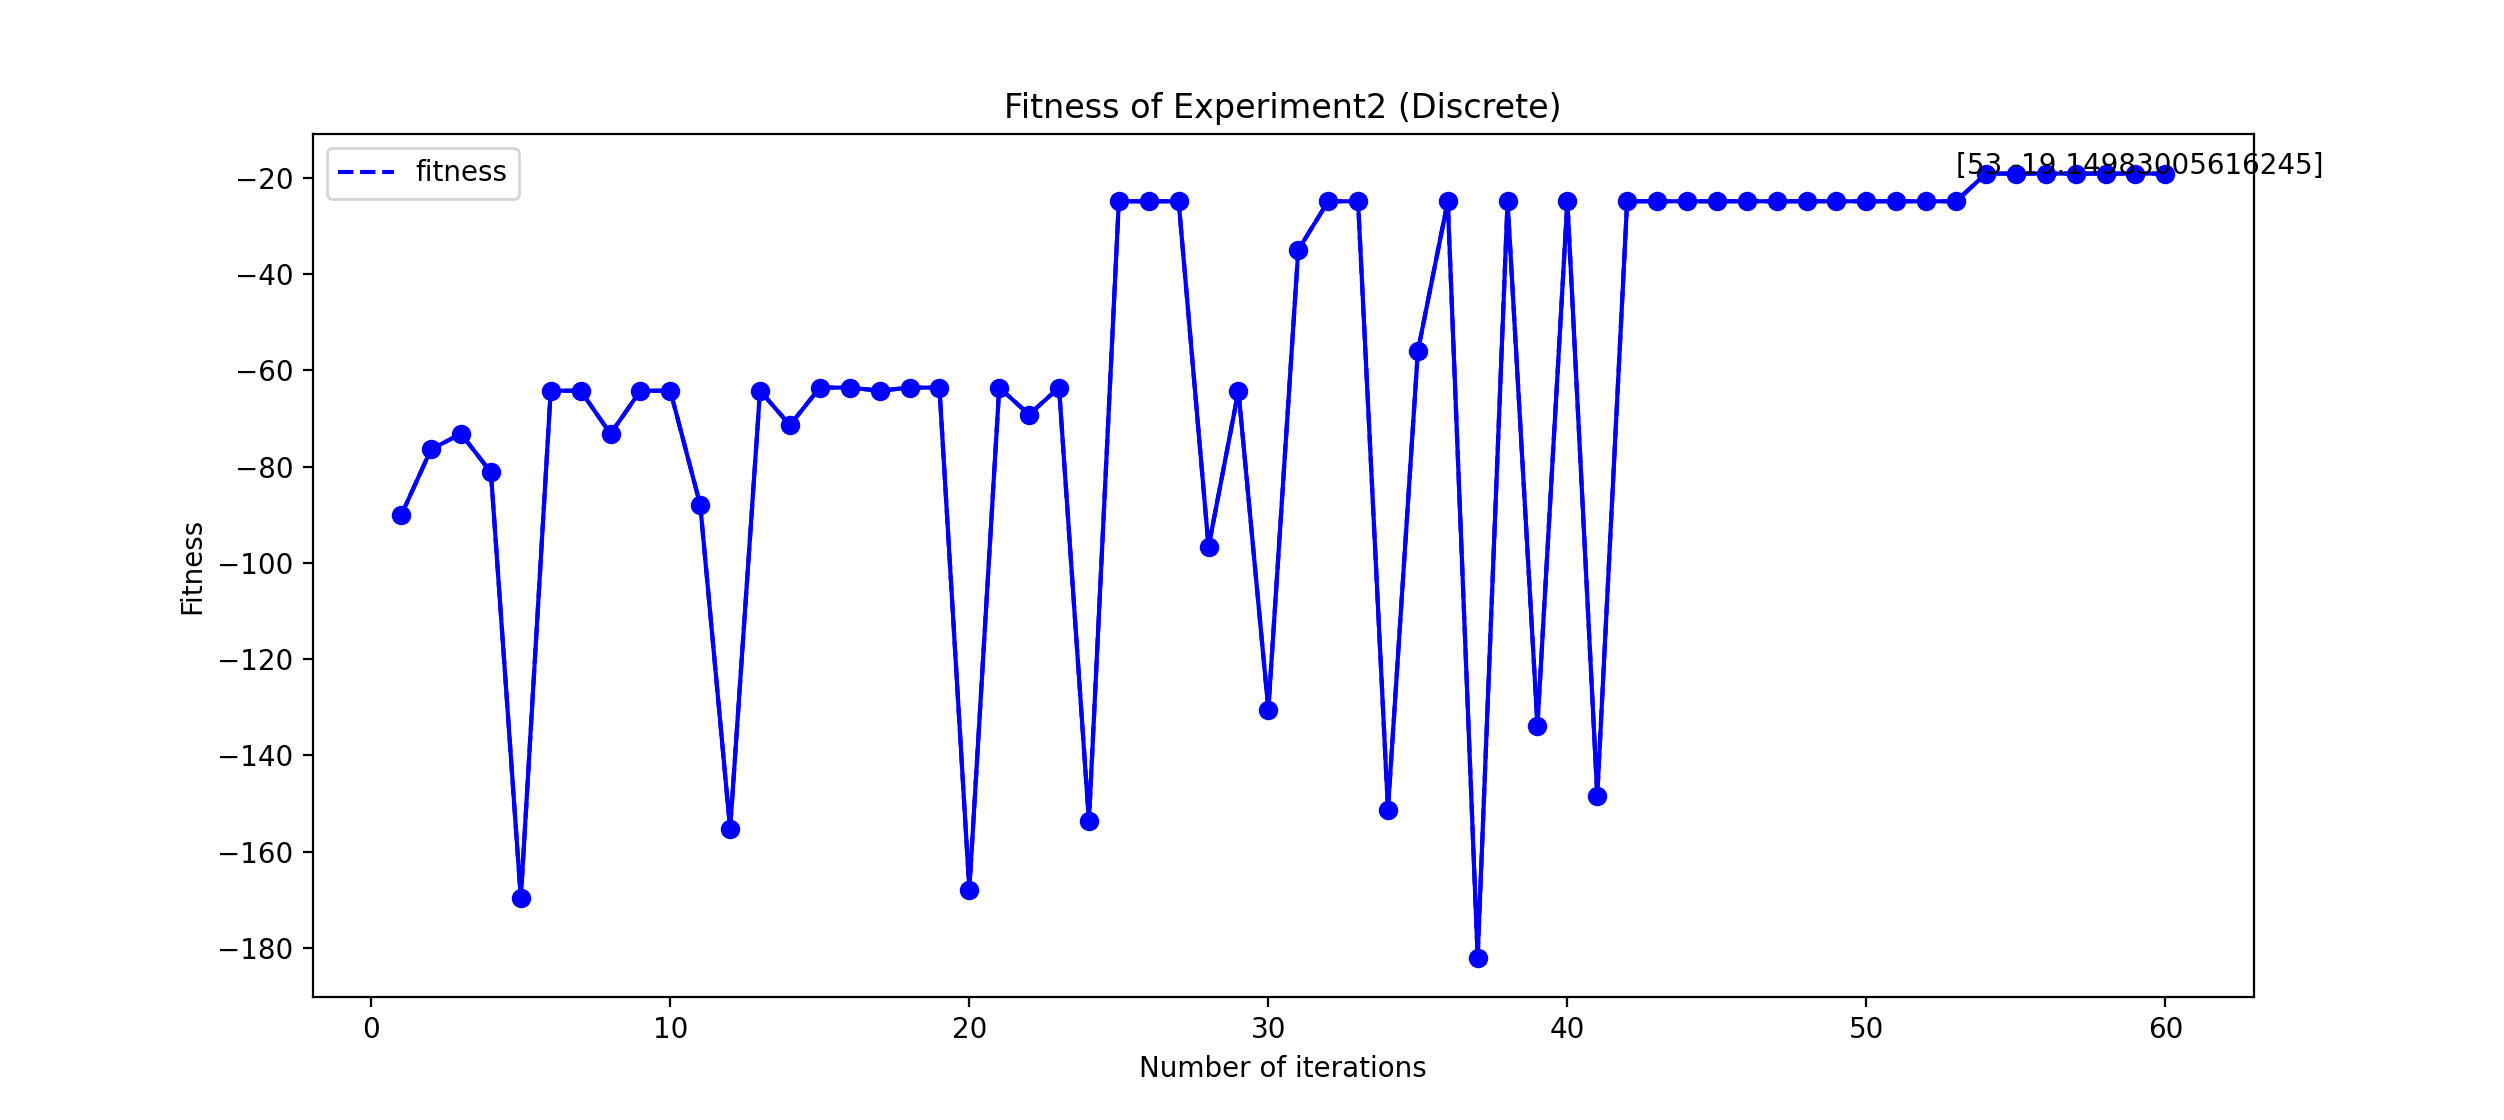 Fitness of Experiment2 (Discrete)
fitness
[53 -19.14983005616245]
−20
−40
−60
−80
−100
−120
−140
−160
−180
Fitness
0 10 20 30 40 50 60
Number of iterations